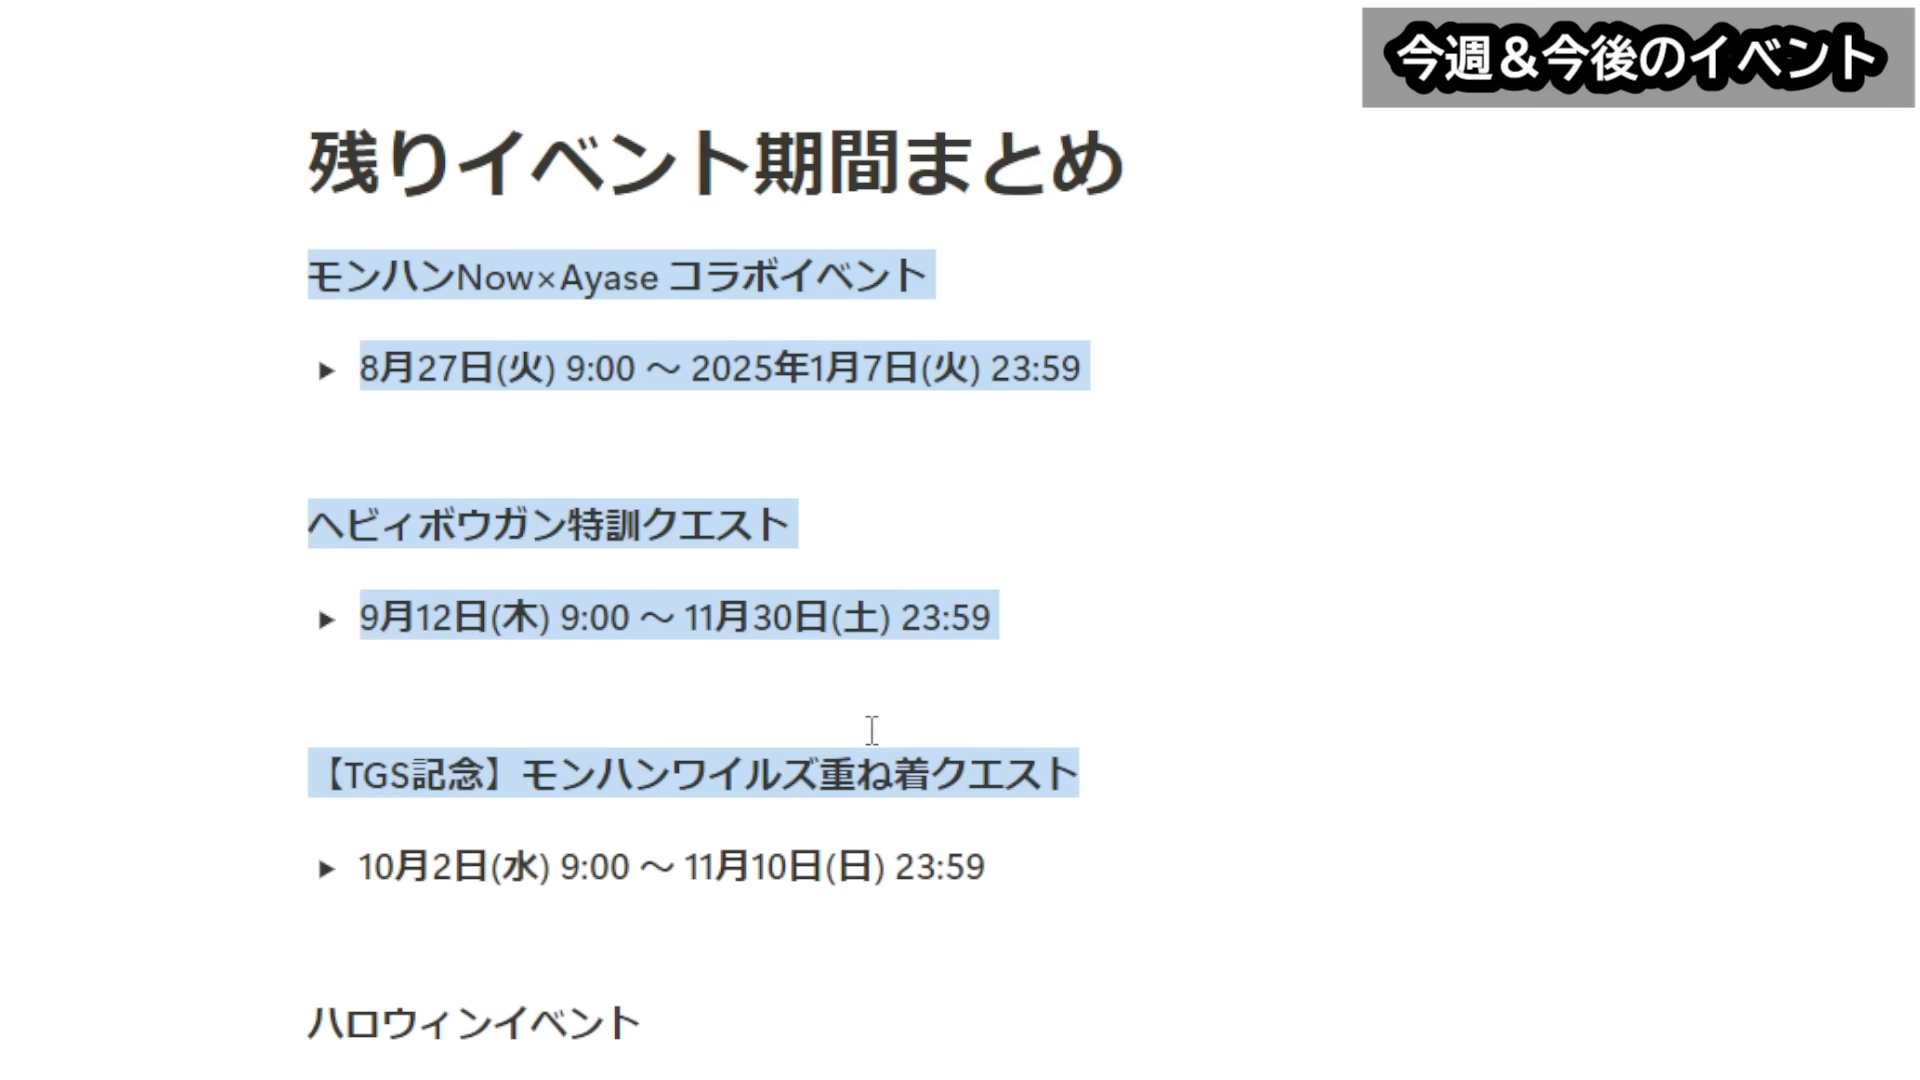 今週＆今後のイベント
残りイベント期間まとめ
モンハンNow×Ayase コラボイベント
▶ 8月27日(火) 9:00 〜 2025年1月7日(火) 23:59
ヘビィボウガン特訓クエスト
▶ 9月12日(木) 9:00 〜 11月30日(土) 23:59
【TGS記念】モンハンワイルズ重ね着クエスト
▶ 10月2日(水) 9:00 〜 11月10日(日) 23:59
ハロウィンイベント